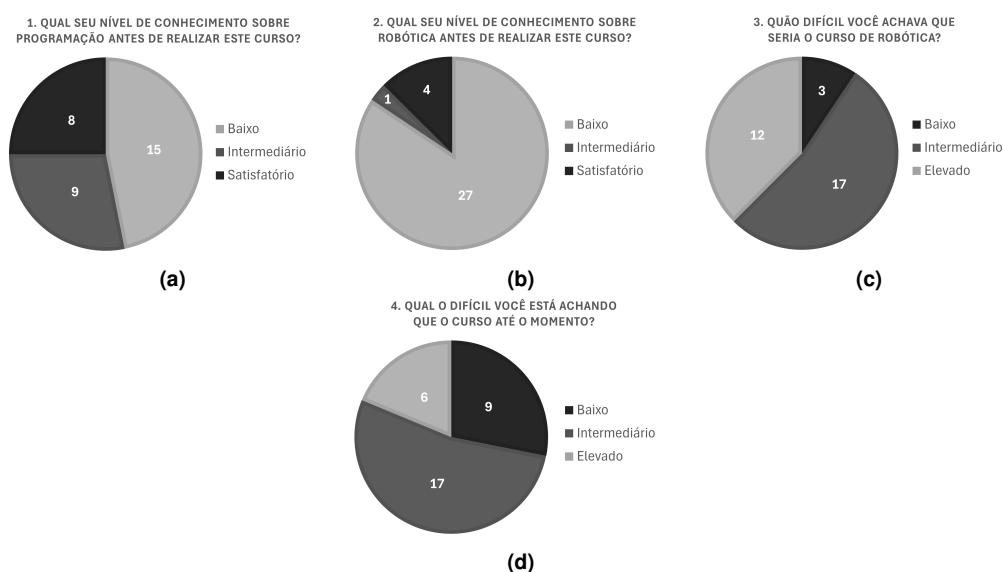 1. QUAL SEU NÍVEL DE CONHECIMENTO SOBRE
PROGRAMAÇÃO ANTES DE REALIZAR ESTE CURSO?
8
15
9
Baixo
Intermediário
Satisfatório
(a)
2. QUAL SEU NÍVEL DE CONHECIMENTO SOBRE
ROBÓTICA ANTES DE REALIZAR ESTE CURSO?
4
1
27
Baixo
Intermediário
Satisfatório
(b)
3. QUÃO DIFÍCIL VOCÊ ACHAVA QUE
SERIA O CURSO DE ROBÓTICA?
3
12
17
Baixo
Intermediário
Elevado
(c)
4. QUAL O DIFÍCIL VOCÊ ESTÁ ACHANDO
QUE O CURSO ATÉ O MOMENTO?
6
9
17
Baixo
Intermediário
Elevado
(d)